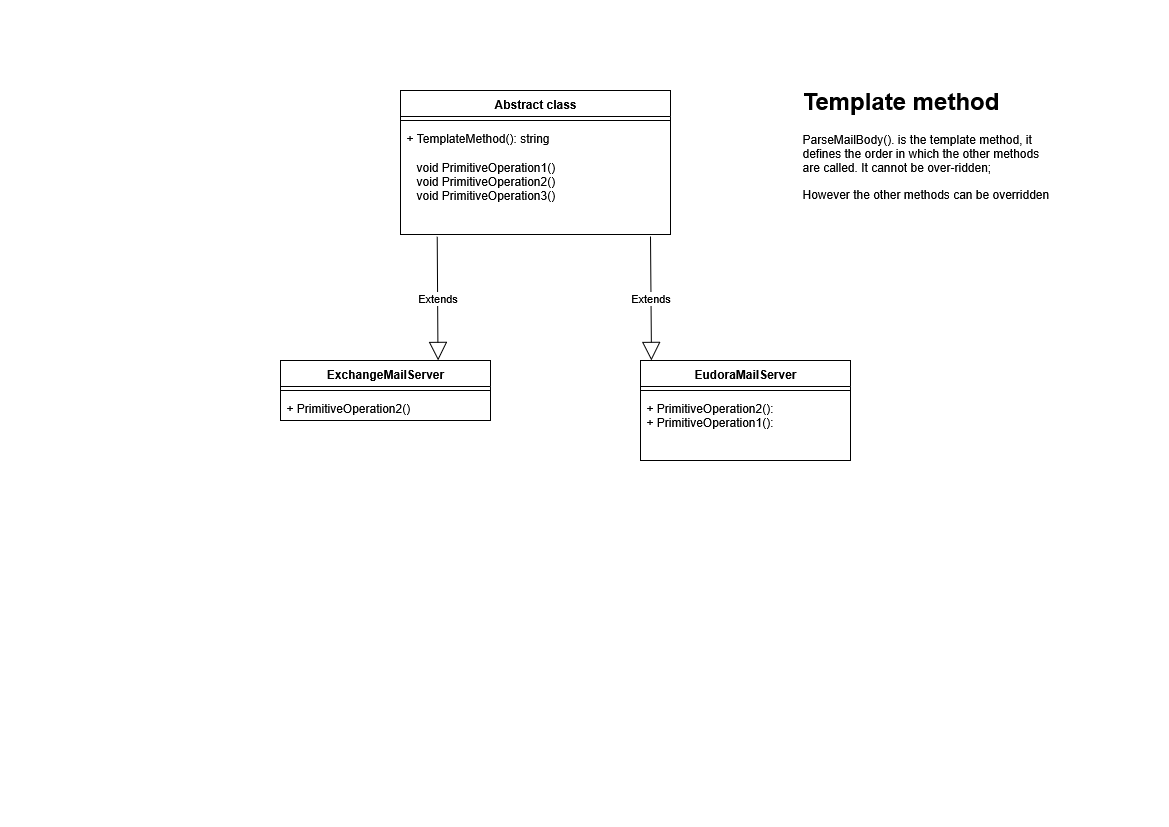 Abstract class
+ TemplateMethod(): string
void PrimitiveOperation1()
void PrimitiveOperation2()
void PrimitiveOperation3()
Template method
ParseMailBody(). is the template method, it
defines the order in which the other methods
are called. It cannot be over-ridden;
However the other methods can be overridden
Extends
Extends
ExchangeMailServer
+ PrimitiveOperation2()
EudoraMailServer
+ PrimitiveOperation2():
+ PrimitiveOperation1():